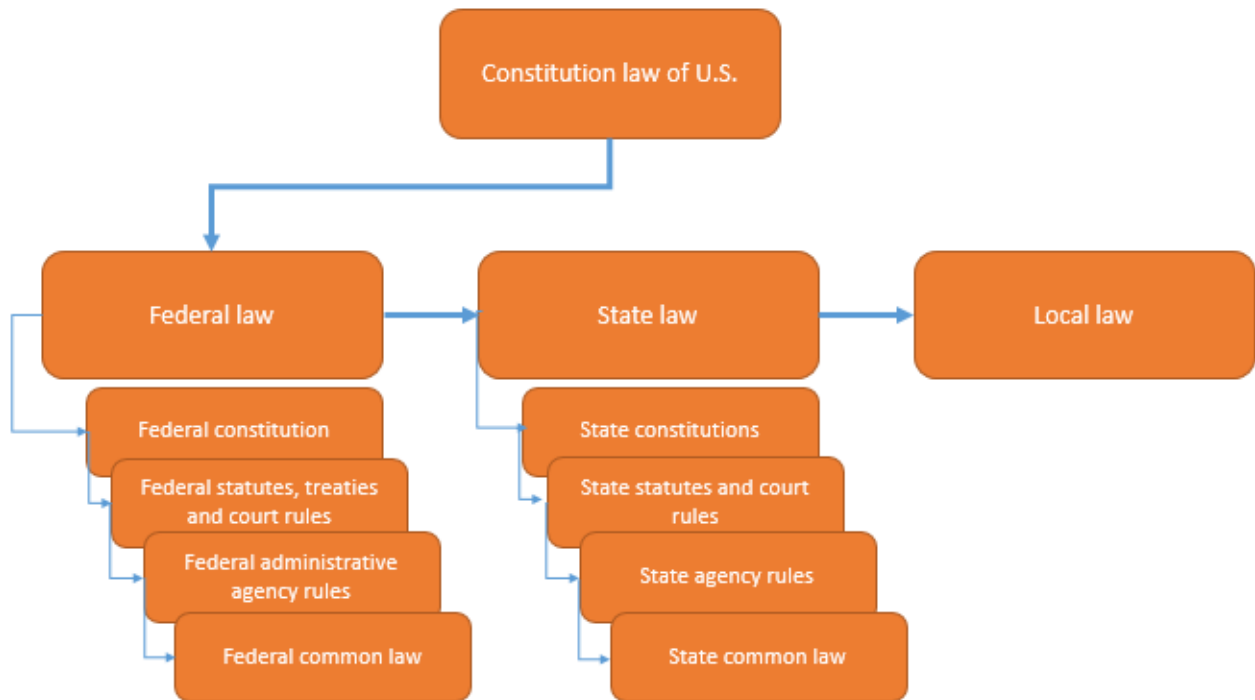 Constitution law of U.S.
Federal law
State law
Local law
Federal constitution
Federal statutes, treaties
and court rules
Federal administrative
agency rules
Federal common law
State constitutions
State statutes and court
rules
State agency rules
State common law